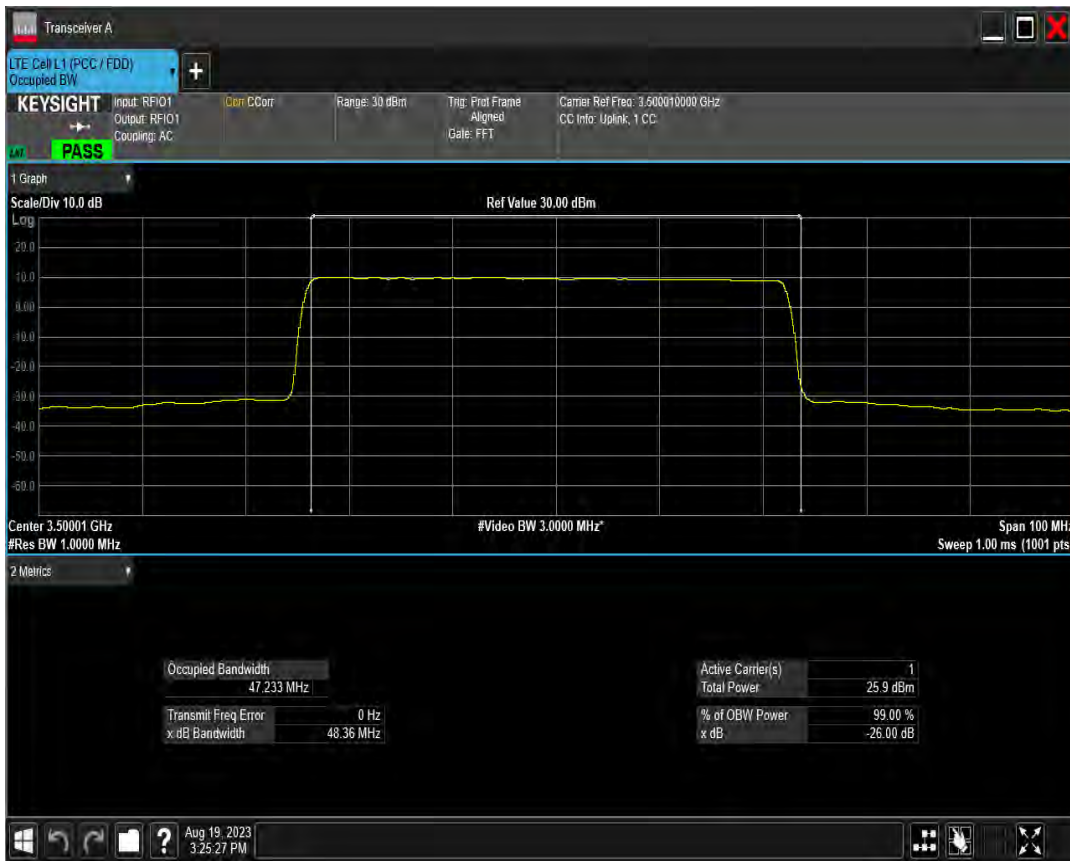 Transceiver A
LTE Cell L1 (PCC / FDD)
Occupied BW
+
KEYSIGHT
Input: RFIO1
Output: RFIO1
Coupling: AC
Corr CCorr
Range: 30 dBm
Trig: Prot Frame
Aligned
Gate: FFT
Carrier Ref Freq: 3.500010000 GHz
CC Info: Uplink, 1 CC
PASS
1 Graph
Scale/Div 10.0 dB
Ref Value 30.00 dBm
Log
20.0
10.0
0.00
-10.0
-20.0
-30.0
-40.0
-50.0
-60.0
Center 3.50001 GHz
#Video BW 3.0000 MHz*
Span 100 MHz
#Res BW 1.0000 MHz
Sweep 1.00 ms (1001 pts
2 Metrics
Occupied Bandwidth
47.233 MHz
Transmit Freq Error 0 Hz
x dB Bandwidth 48.36 MHz
Active Carrier(s) 1
Total Power 25.9 dBm
% of OBW Power 99.00 %
x dB -26.00 dB
?
Aug 19, 2023
3:25:27 PM